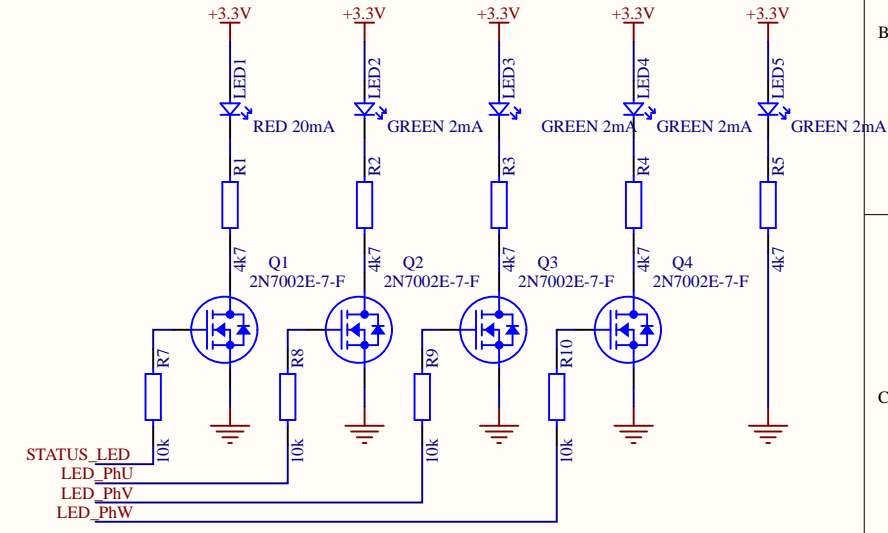 +3.3V +3.3V +3.3V +3.3V +3.3V
B
LED1 LED2 LED3 LED4 LED5
RED 20mA GREEN 2mA GREEN 2mA GREEN 2mA GREEN 2mA
R1 R2 R3 R4 R5
4k7 4k7 4k7 4k7 4k7
Q1 Q2 Q3 Q4
2N7002E-7-F 2N7002E-7-F 2N7002E-7-F 2N7002E-7-F
R7 R8 R9 R10
C
10k 10k 10k 10k
STATUS_LED
LED_PhU
LED_PhV
LED_PhW